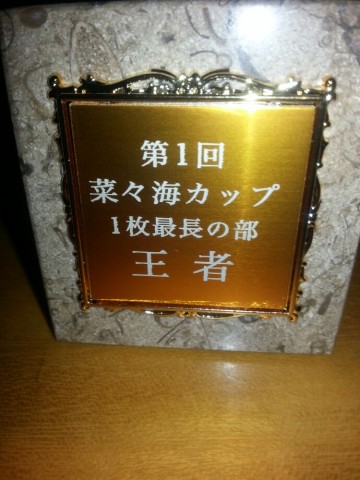 第1回
菜々海カップ
1枚最長の部
王者